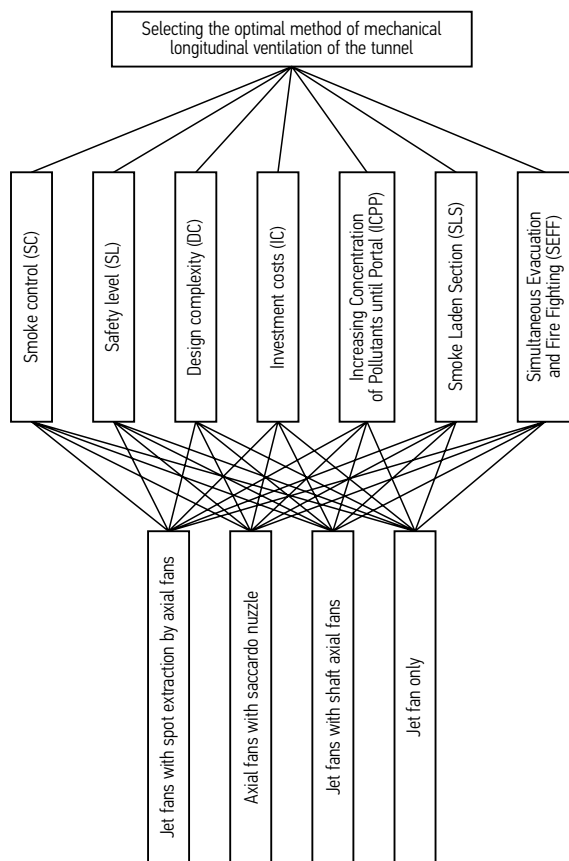 Selecting the optimal method of mechanical
longitudinal ventilation of the tunnel
Smoke control (SC)
Safety level (SL)
Design complexity (DC)
Investment costs (IC)
Increasing Concentration
of Pollutants until Portal (ICPP)
Smoke Laden Section (SLS)
Simultaneous Evacuation
and Fire Fighting (SEFF)
Jet fans with spot extraction by axial fans
Axial fans with saccardo nuzzle
Jet fans with shaft axial fans
Jet fan only